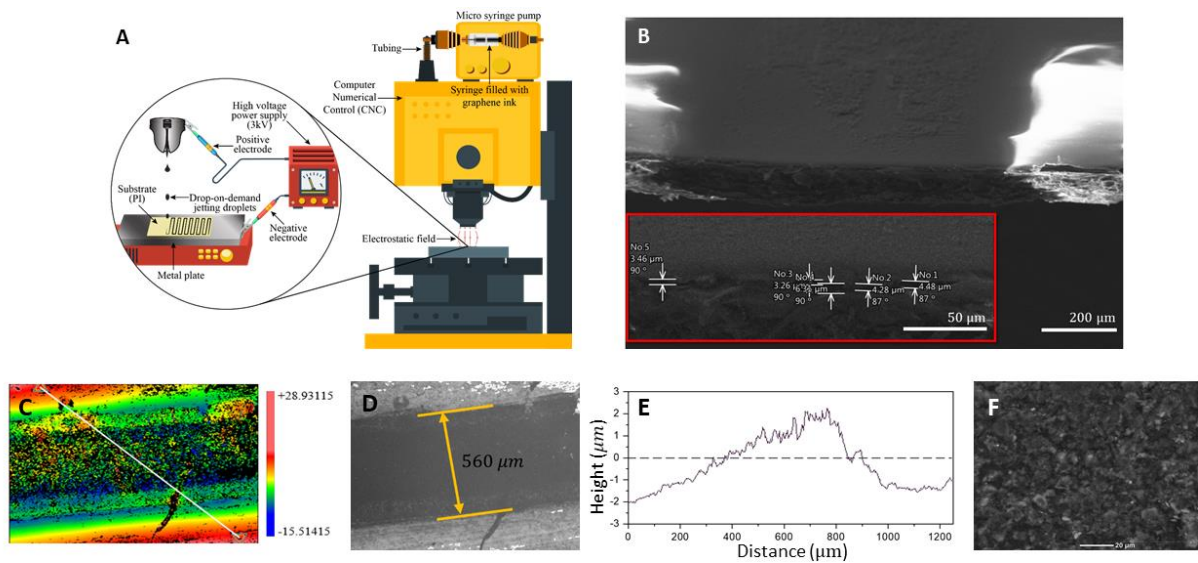 A
Micro syringe pump
Tubing
Syringe filled with
graphene ink
Computer
Numerical
Control (CNC)
High voltage
power supply
(3kV)
Positive
electrode
Substrate
(PI)
Drop-on-demand
jetting droplets
Negative
electrode
Metal plate
Electrostatic field
B
No 5
3.46 μm
90 °
No 3
3.26
90 °
90 °
No 2
4.28 μm
87 °
No 1
4.48 μm
87 °
50 μm
200 μm
C
+28.93115
-15.51415
D
560 μm
E
Height (μm)
3
2
1
0
-1
-2
-3
0 200 400 600 800 1000 1200
Distance (μm)
F
20 μm